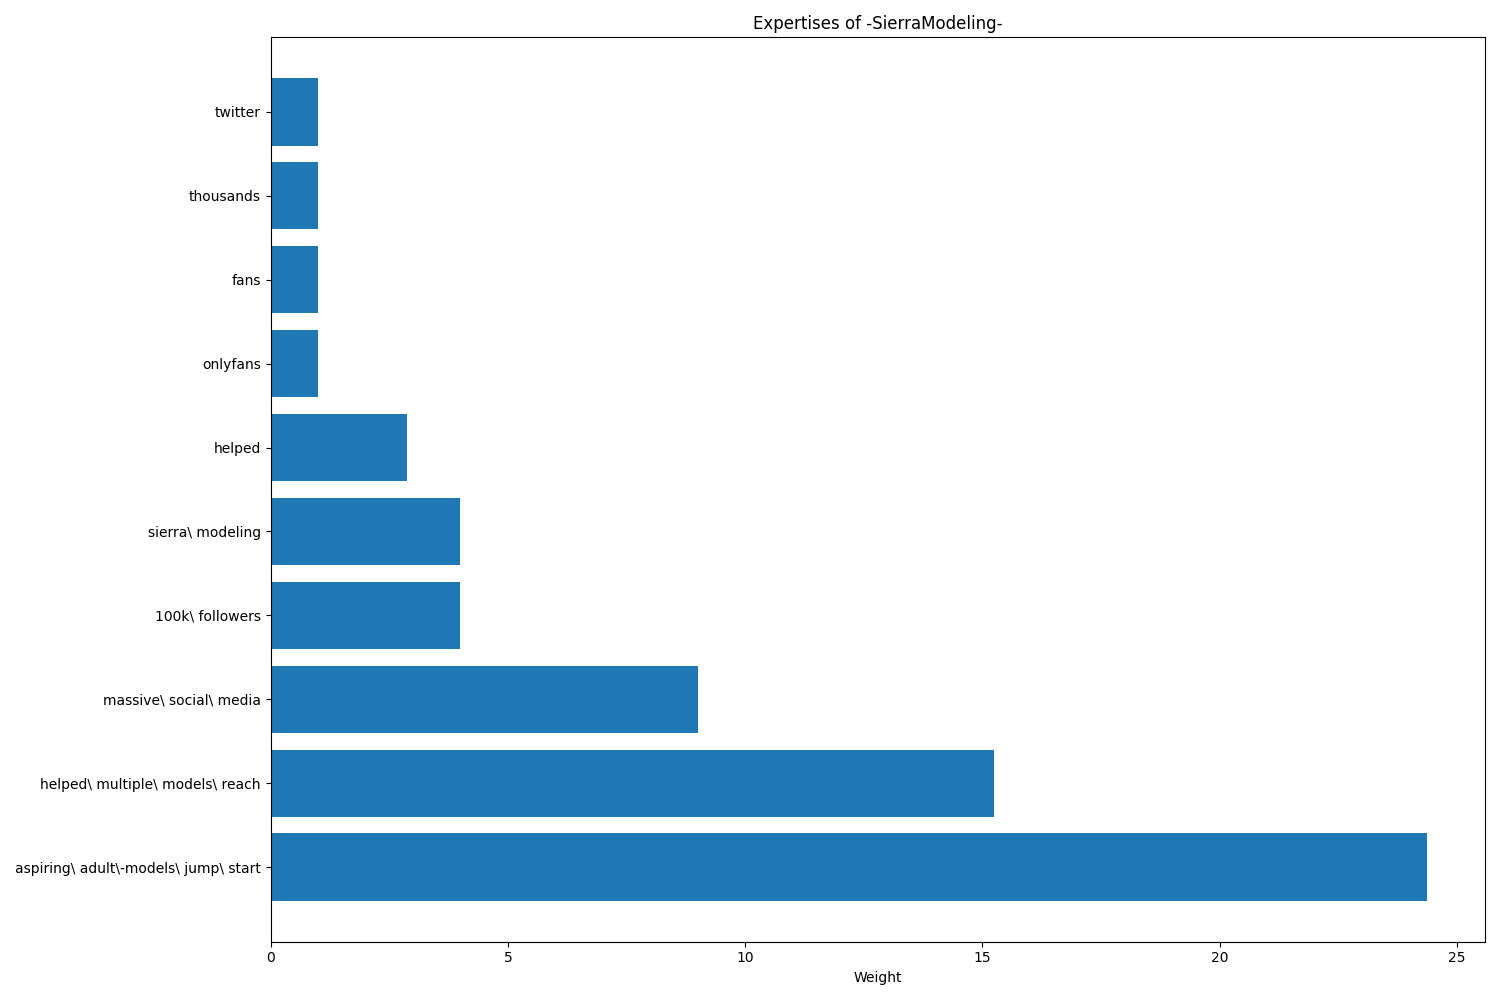 Expertises of -SierraModeling-
twitter
thousands
fans
onlyfans
helped
sierra\ modeling
100k\ followers
massive\ social\ media
helped\ multiple\ models\ reach
aspiring\ adult\-models\ jump\ start
0 5 10 15 20 25
Weight